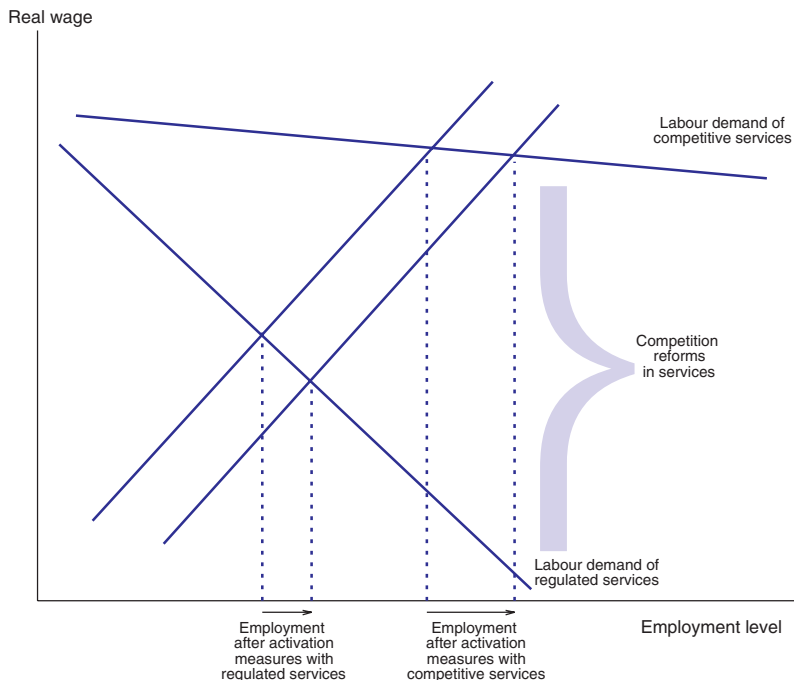 Real wage
Labour demand of
competitive services
Competition
reforms
in services
Labour demand of
regulated services
Employment level
Employment
after activation
measures with
regulated services
Employment
after activation
measures with
competitive services